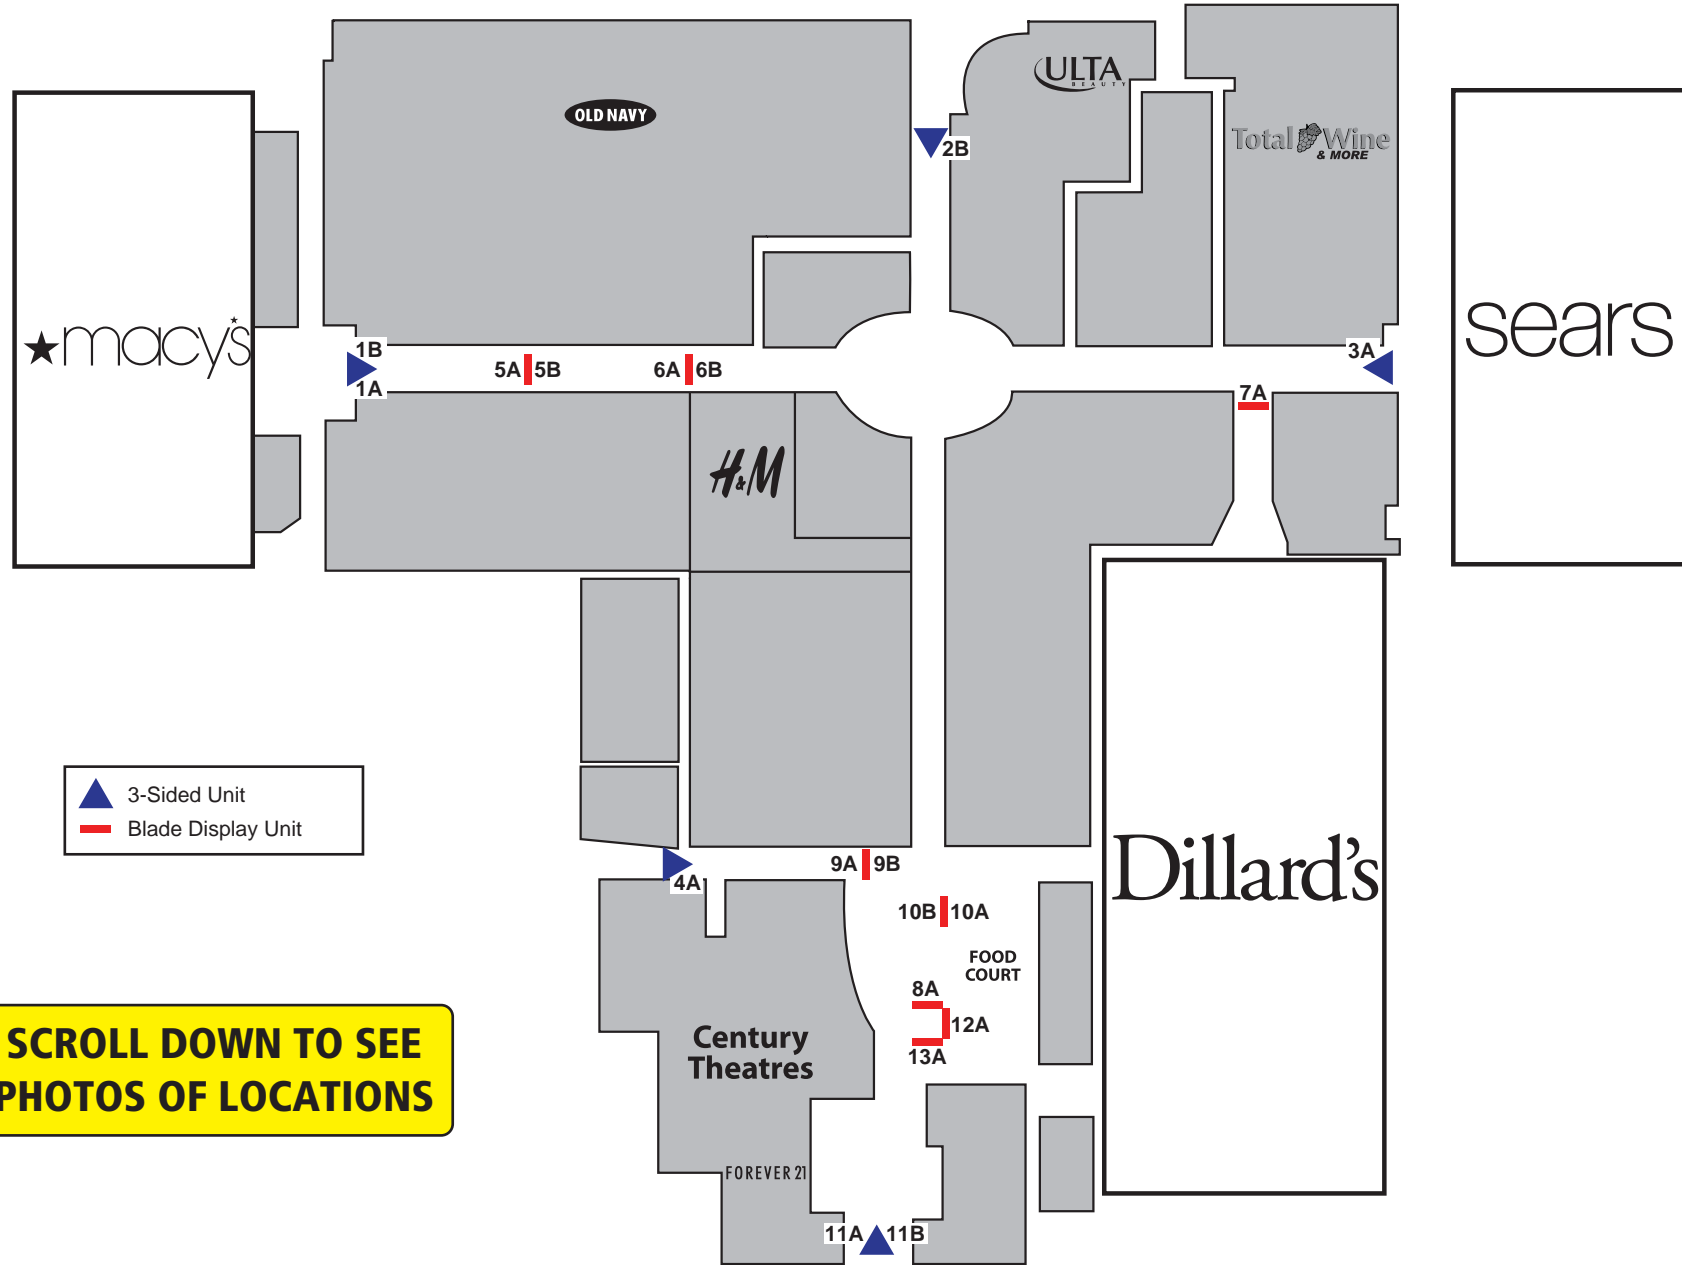 ULTA
BEAUTY
OLD NAVY
Total Wine
& MORE
2B
macy's
sears
1B
1A
5A 5B
6A 6B
3A
7A
H&M
3-Sided Unit
Blade Display Unit
Dillard's
4A
9A 9B
10B 10A
FOOD
COURT
8A
12A
13A
Century
Theatres
SCROLL DOWN TO SEE
PHOTOS OF LOCATIONS
FOREVER 21
11A 11B